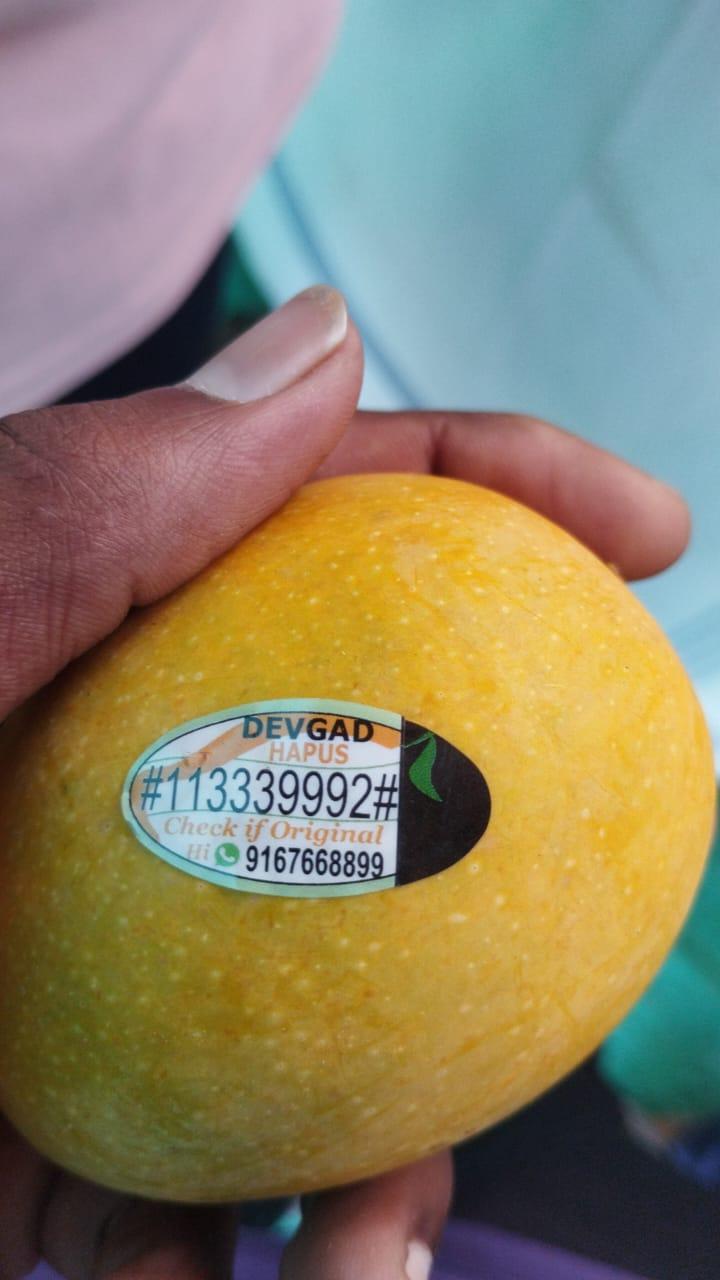 DEVGAD
HAPUS
#113339992#
Check if Original
Hi 9167668899